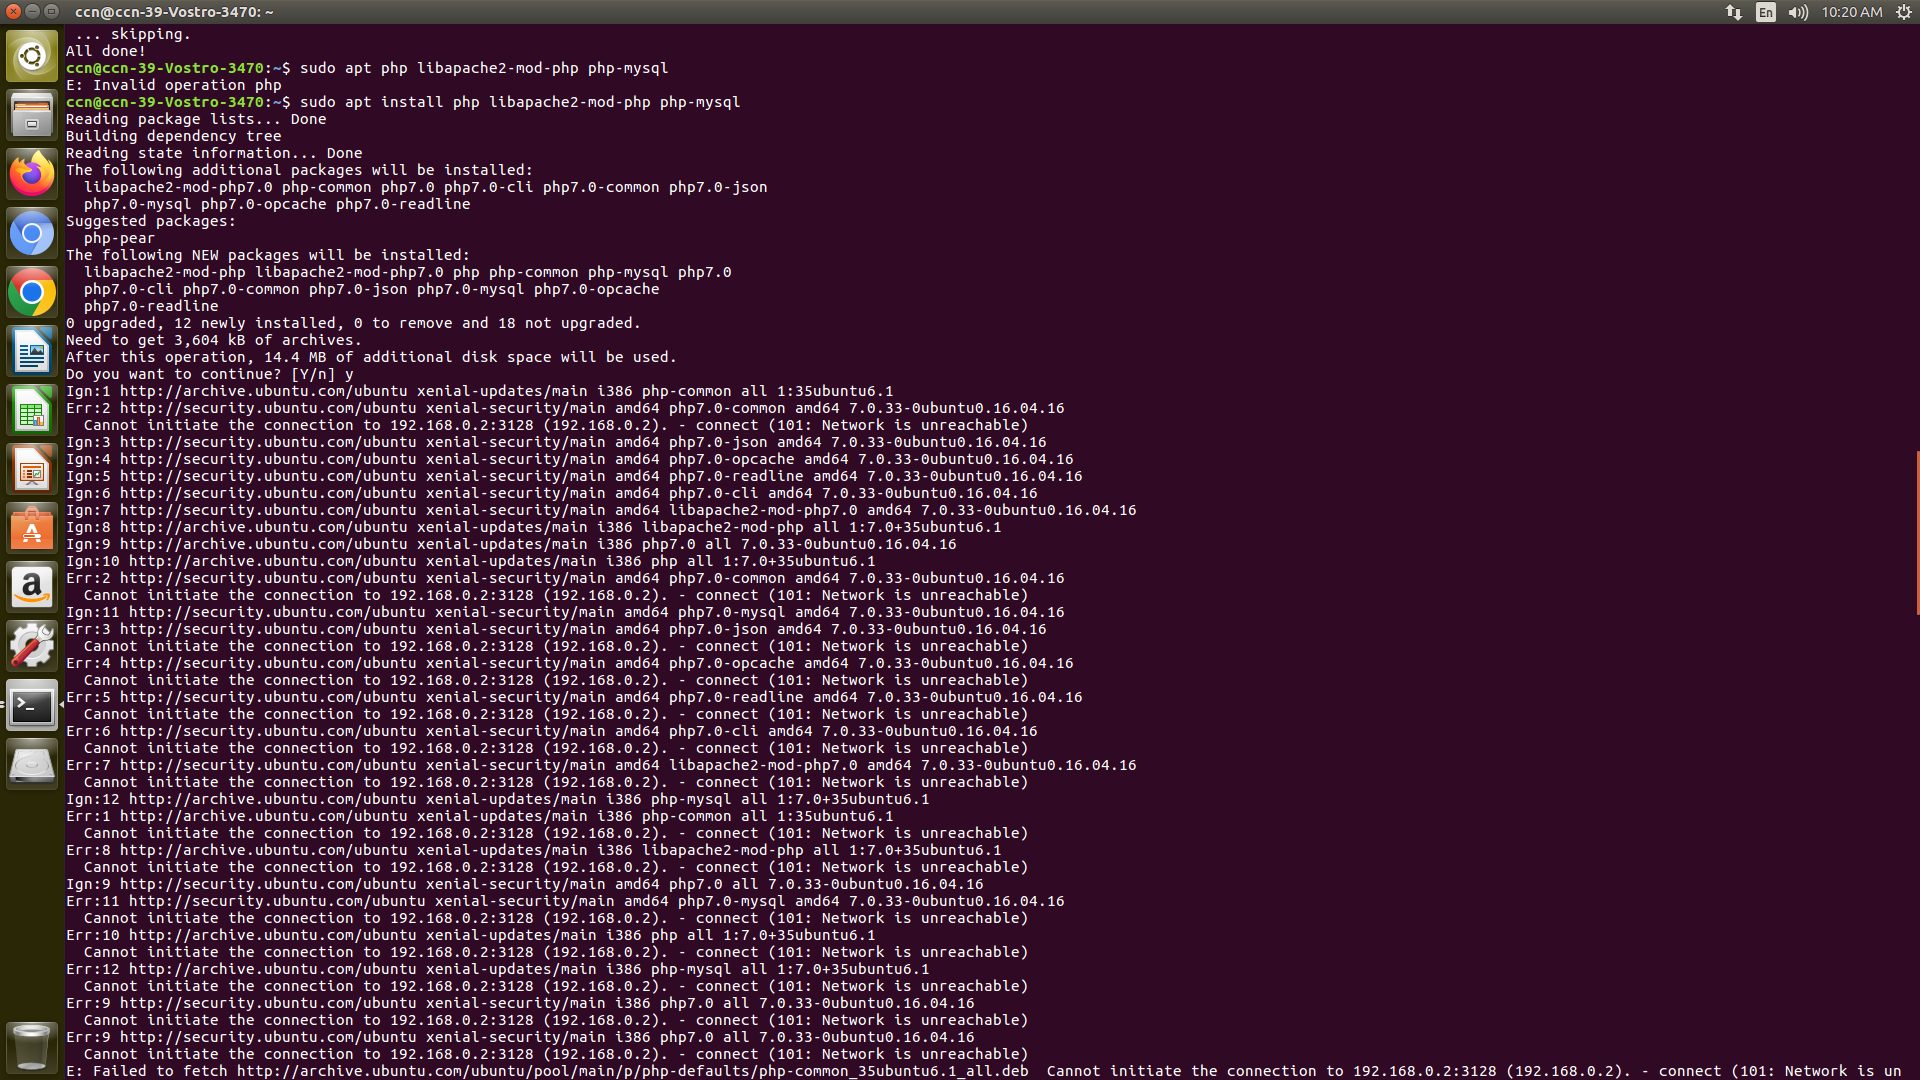 ccn@ccn-39-Vostro-3470: ~
En
10:20 AM
... skipping.
All done!
ccn@ccn-39-Vostro-3470:~$ sudo apt php libapache2-mod-php php-mysql
E: Invalid operation php
ccn@ccn-39-Vostro-3470:~$ sudo apt install php libapache2-mod-php php-mysql
Reading package lists... Done
Building dependency tree
Reading state information... Done
The following additional packages will be installed:
libapache2-mod-php7.0 php-common php7.0 php7.0-cli php7.0-common php7.0-json
php7.0-mysql php7.0-opcache php7.0-readline
Suggested packages:
php-pear
The following NEW packages will be installed:
libapache2-mod-php libapache2-mod-php7.0 php php-common php-mysql php7.0
php7.0-cli php7.0-common php7.0-json php7.0-mysql php7.0-opcache
php7.0-readline
0 upgraded, 12 newly installed, 0 to remove and 18 not upgraded.
Need to get 3,604 kB of archives.
After this operation, 14.4 MB of additional disk space will be used.
Do you want to continue? [Y/n] y
Ign:1 http://archive.ubuntu.com/ubuntu xenial-updates/main i386 php-common all 1:35ubuntu6.1
Err:2 http://security.ubuntu.com/ubuntu xenial-security/main amd64 php7.0-common amd64 7.0.33-0ubuntu0.16.04.16
Cannot initiate the connection to 192.168.0.2:3128 (192.168.0.2). - connect (101: Network is unreachable)
Ign:3 http://security.ubuntu.com/ubuntu xenial-security/main amd64 php7.0-json amd64 7.0.33-0ubuntu0.16.04.16
Ign:4 http://security.ubuntu.com/ubuntu xenial-security/main amd64 php7.0-opcache amd64 7.0.33-0ubuntu0.16.04.16
Ign:5 http://security.ubuntu.com/ubuntu xenial-security/main amd64 php7.0-readline amd64 7.0.33-0ubuntu0.16.04.16
Ign:6 http://security.ubuntu.com/ubuntu xenial-security/main amd64 php7.0-cli amd64 7.0.33-0ubuntu0.16.04.16
Ign:7 http://security.ubuntu.com/ubuntu xenial-security/main amd64 libapache2-mod-php7.0 amd64 7.0.33-0ubuntu0.16.04.16
Ign:8 http://archive.ubuntu.com/ubuntu xenial-updates/main i386 libapache2-mod-php all 1:7.0+35ubuntu6.1
Ign:9 http://archive.ubuntu.com/ubuntu xenial-updates/main i386 php7.0 all 7.0.33-0ubuntu0.16.04.16
Ign:10 http://archive.ubuntu.com/ubuntu xenial-updates/main i386 php all 1:7.0+35ubuntu6.1
Err:2 http://security.ubuntu.com/ubuntu xenial-security/main amd64 php7.0-common amd64 7.0.33-0ubuntu0.16.04.16
Cannot initiate the connection to 192.168.0.2:3128 (192.168.0.2). - connect (101: Network is unreachable)
Ign:11 http://security.ubuntu.com/ubuntu xenial-security/main amd64 php7.0-mysql amd64 7.0.33-0ubuntu0.16.04.16
Err:3 http://security.ubuntu.com/ubuntu xenial-security/main amd64 php7.0-json amd64 7.0.33-0ubuntu0.16.04.16
Cannot initiate the connection to 192.168.0.2:3128 (192.168.0.2). - connect (101: Network is unreachable)
Err:4 http://security.ubuntu.com/ubuntu xenial-security/main amd64 php7.0-opcache amd64 7.0.33-0ubuntu0.16.04.16
Cannot initiate the connection to 192.168.0.2:3128 (192.168.0.2). - connect (101: Network is unreachable)
Err:5 http://security.ubuntu.com/ubuntu xenial-security/main amd64 php7.0-readline amd64 7.0.33-0ubuntu0.16.04.16
Cannot initiate the connection to 192.168.0.2:3128 (192.168.0.2). - connect (101: Network is unreachable)
Err:6 http://security.ubuntu.com/ubuntu xenial-security/main amd64 php7.0-cli amd64 7.0.33-0ubuntu0.16.04.16
Cannot initiate the connection to 192.168.0.2:3128 (192.168.0.2). - connect (101: Network is unreachable)
Err:7 http://security.ubuntu.com/ubuntu xenial-security/main amd64 libapache2-mod-php7.0 amd64 7.0.33-0ubuntu0.16.04.16
Cannot initiate the connection to 192.168.0.2:3128 (192.168.0.2). - connect (101: Network is unreachable)
Ign:12 http://archive.ubuntu.com/ubuntu xenial-updates/main i386 php-mysql all 1:7.0+35ubuntu6.1
Err:1 http://archive.ubuntu.com/ubuntu xenial-updates/main i386 php-common all 1:35ubuntu6.1
Cannot initiate the connection to 192.168.0.2:3128 (192.168.0.2). - connect (101: Network is unreachable)
Err:8 http://archive.ubuntu.com/ubuntu xenial-updates/main i386 libapache2-mod-php all 1:7.0+35ubuntu6.1
Cannot initiate the connection to 192.168.0.2:3128 (192.168.0.2). - connect (101: Network is unreachable)
Ign:9 http://security.ubuntu.com/ubuntu xenial-security/main amd64 php7.0 all 7.0.33-0ubuntu0.16.04.16
Err:11 http://security.ubuntu.com/ubuntu xenial-security/main amd64 php7.0-mysql amd64 7.0.33-0ubuntu0.16.04.16
Cannot initiate the connection to 192.168.0.2:3128 (192.168.0.2). - connect (101: Network is unreachable)
Err:10 http://archive.ubuntu.com/ubuntu xenial-updates/main i386 php all 1:7.0+35ubuntu6.1
Cannot initiate the connection to 192.168.0.2:3128 (192.168.0.2). - connect (101: Network is unreachable)
Err:12 http://archive.ubuntu.com/ubuntu xenial-updates/main i386 php-mysql all 1:7.0+35ubuntu6.1
Cannot initiate the connection to 192.168.0.2:3128 (192.168.0.2). - connect (101: Network is unreachable)
Err:9 http://security.ubuntu.com/ubuntu xenial-security/main i386 php7.0 all 7.0.33-0ubuntu0.16.04.16
Cannot initiate the connection to 192.168.0.2:3128 (192.168.0.2). - connect (101: Network is unreachable)
Err:9 http://security.ubuntu.com/ubuntu xenial-security/main i386 php7.0 all 7.0.33-0ubuntu0.16.04.16
Cannot initiate the connection to 192.168.0.2:3128 (192.168.0.2). - connect (101: Network is unreachable)
E: Failed to fetch http://archive.ubuntu.com/ubuntu/pool/main/p/php-defaults/php-common_35ubuntu6.1_all.deb  Cannot initiate the connection to 192.168.0.2:3128 (192.168.0.2). - connect (101: Network is un